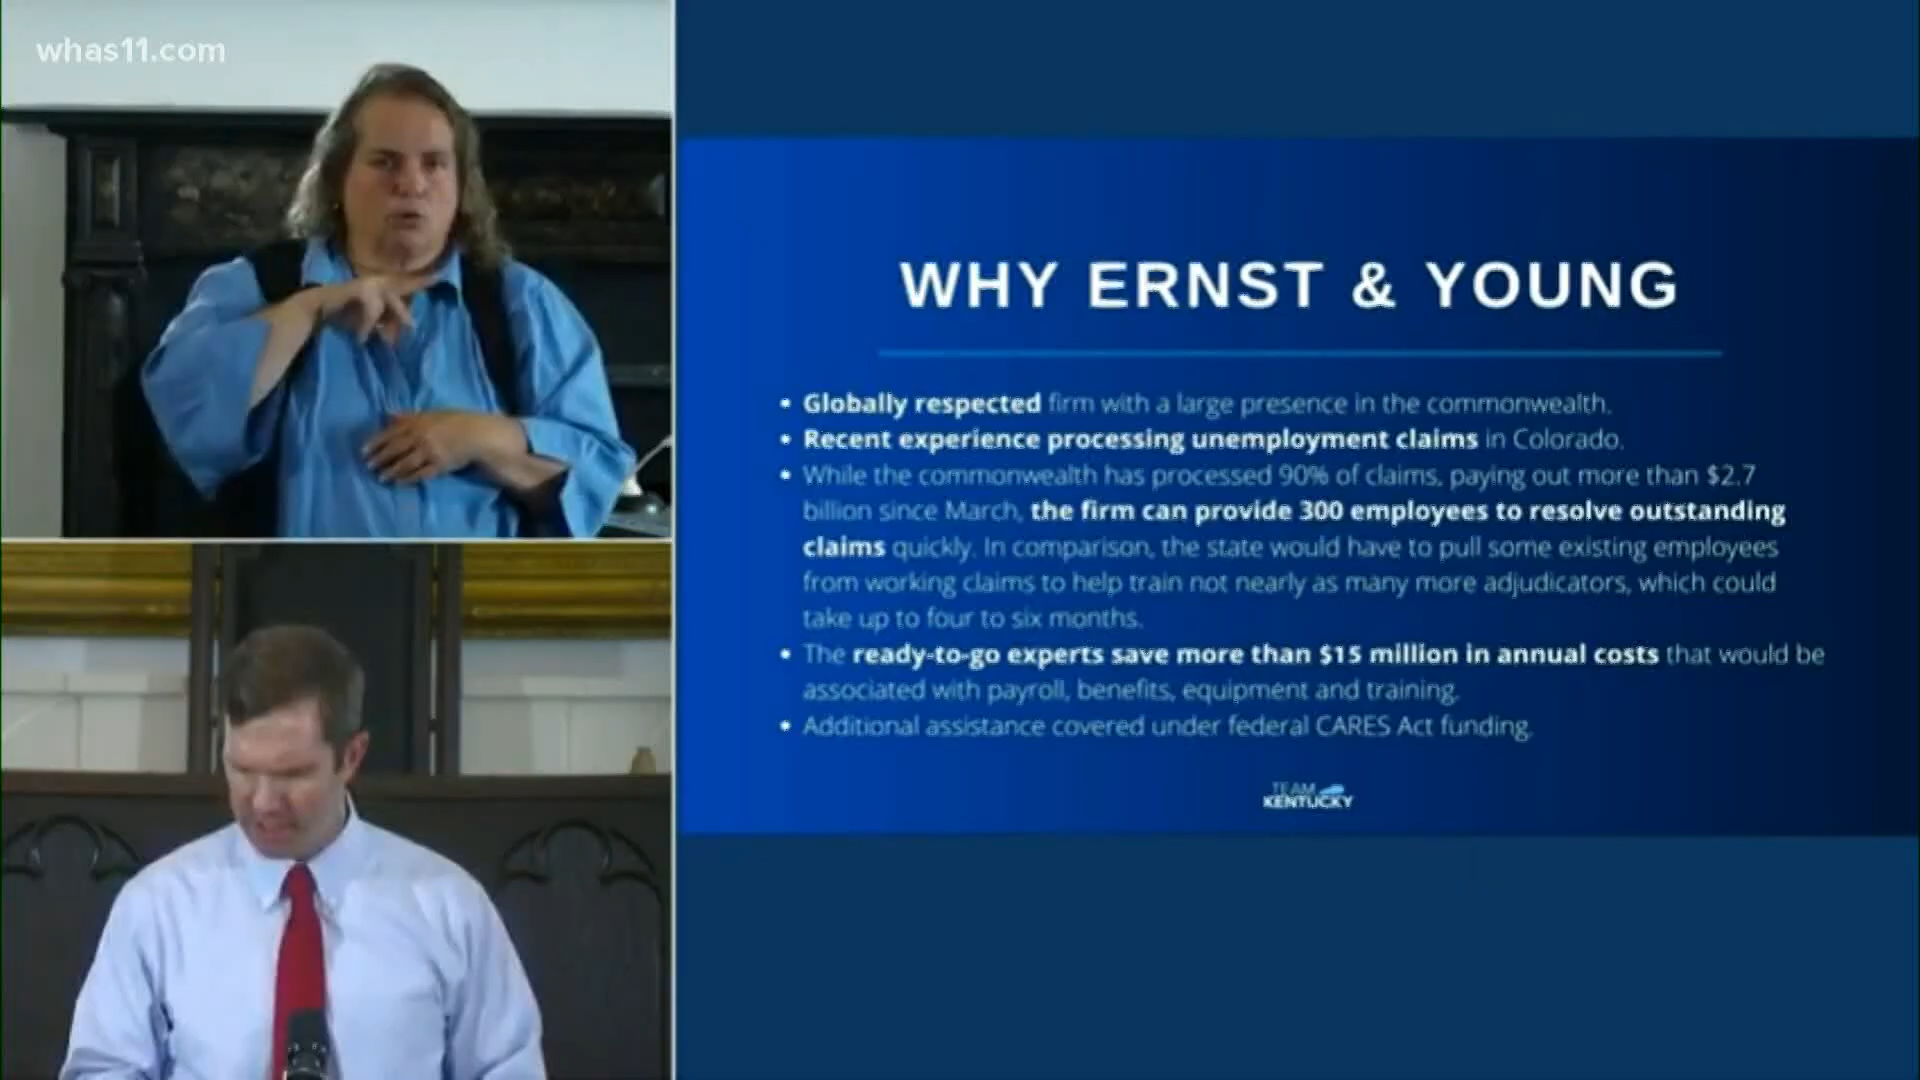 whas11.com
WHY ERNST & YOUNG
• Globally respected firm with a large presence in the commonwealth.
• Recent experience processing unemployment claims in Colorado.
• While the commonwealth has processed 90% of claims, paying out more than $2.7
billion since March, the firm can provide 300 employees to resolve outstanding
claims quickly. In comparison, the state would have to pull some existing employees
from working claims to help train not nearly as many more adjudicators, which could
take up to four to six months.
• The ready-to-go experts save more than $15 million in annual costs that would be
associated with payroll, benefits, equipment and training.
• Additional assistance covered under federal CARES Act funding.
TEAM
KENTUCKY